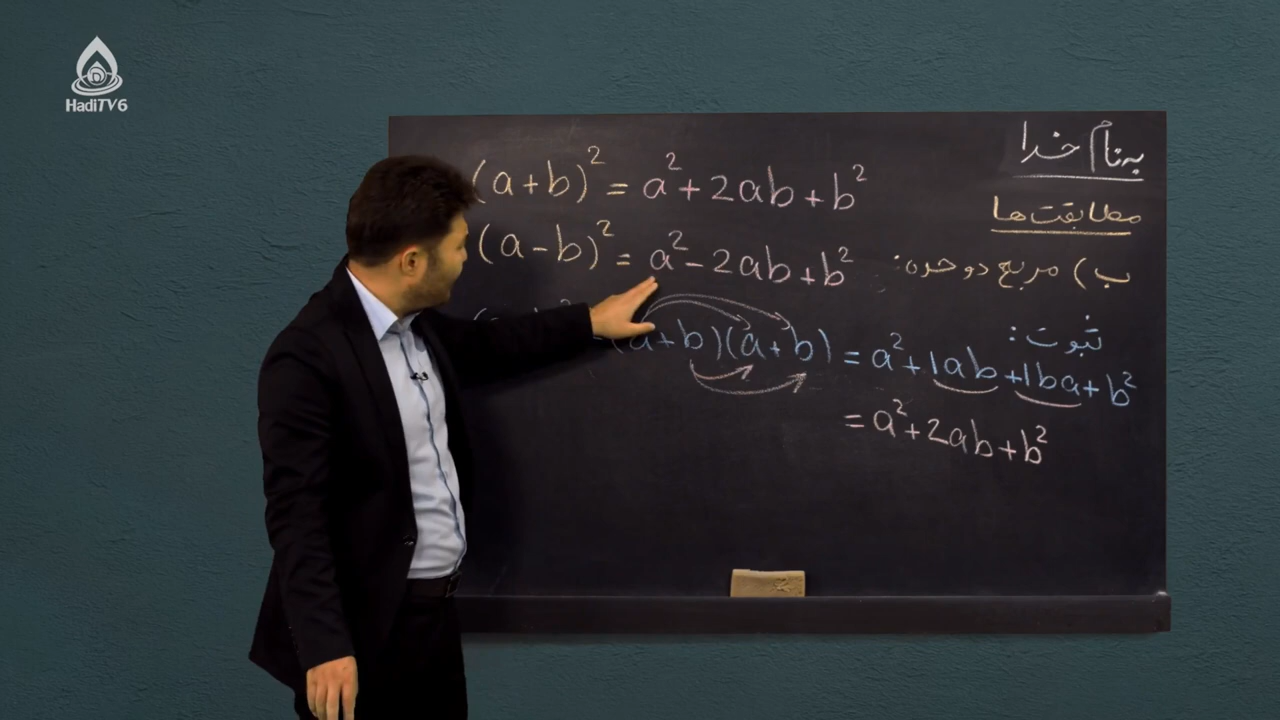 HadiTV6
به نام خدا
مطابقت‌ها
ب) مربع دو حده:
(a+b)² = a² + 2ab + b²
(a-b)² = a² - 2ab + b²
ثبوت:
(a+b)(a+b) = a² + 1ab + 1ba + b²
= a² + 2ab + b²